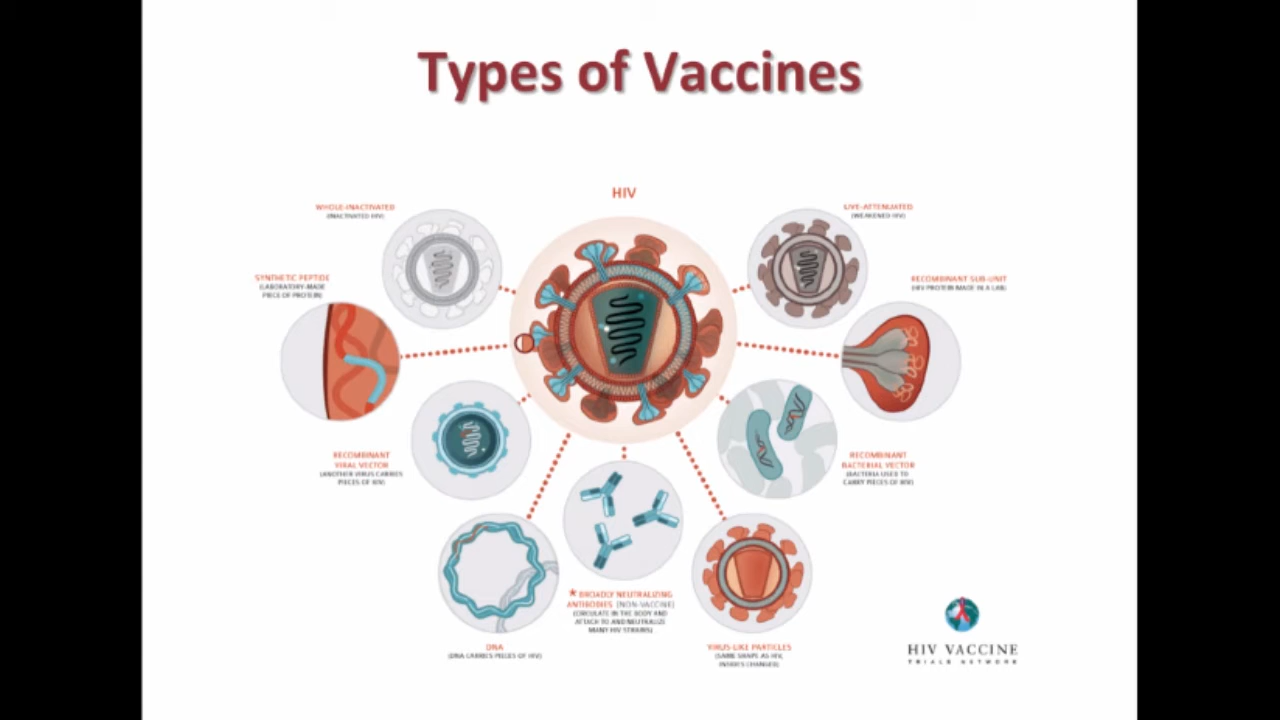 Types of Vaccines
HIV
WHOLE-INACTIVATED
(INACTIVATED HIV)
LIVE-ATTENUATED
(WEAKENED HIV)
SYNTHETIC PEPTIDE
(LABORATORY-MADE
PIECE OF PROTEIN)
RECOMBINANT SUB-UNIT
(HIV PROTEIN MADE IN A LAB)
RECOMBINANT
VIRAL VECTOR
(ANOTHER VIRUS CARRIES
PIECES OF HIV)
RECOMBINANT
BACTERIAL VECTOR
(BACTERIA USED TO
CARRY PIECES OF HIV)
* BROADLY NEUTRALIZING
ANTIBODIES (NON-VACCINE)
(CIRCULATE IN THE BODY AND
ATTACH TO AND NEUTRALIZE
MANY HIV STRAINS)
DNA
(DNA CARRIES PIECES OF HIV)
VIRUS-LIKE PARTICLES
(SAME SHAPE AS HIV,
INSIDES CHANGED)
HIV VACCINE
TRIALS NETWORK